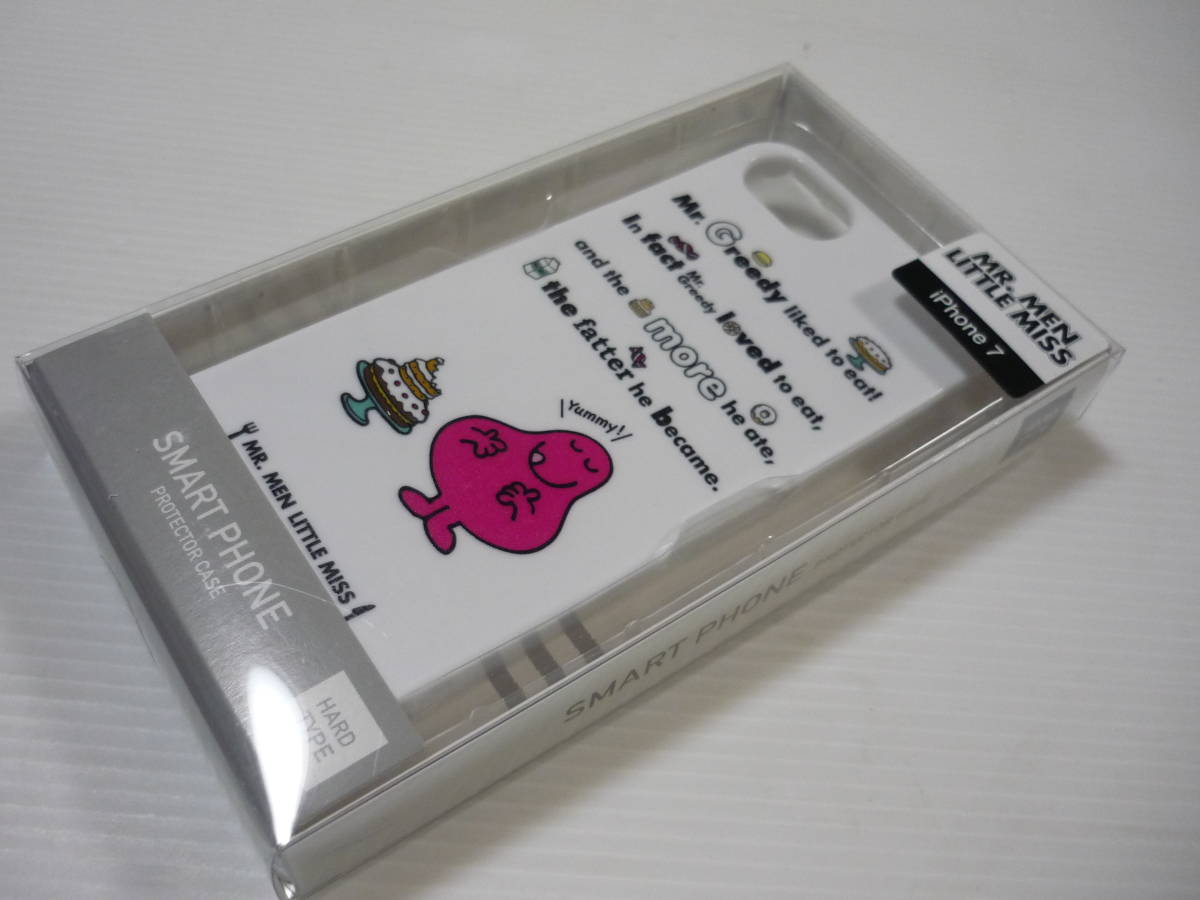 MR. MEN
LITTLE MISS
iPhone 7
Mr. Greedy liked to eat!
In fact Mr. Greedy loved to eat,
and the more he ate,
the fatter he became.
Yummy!
MR. MEN LITTLE MISS
SMART PHONE
PROTECTOR CASE
HARD
TYPE
SMART PHONE